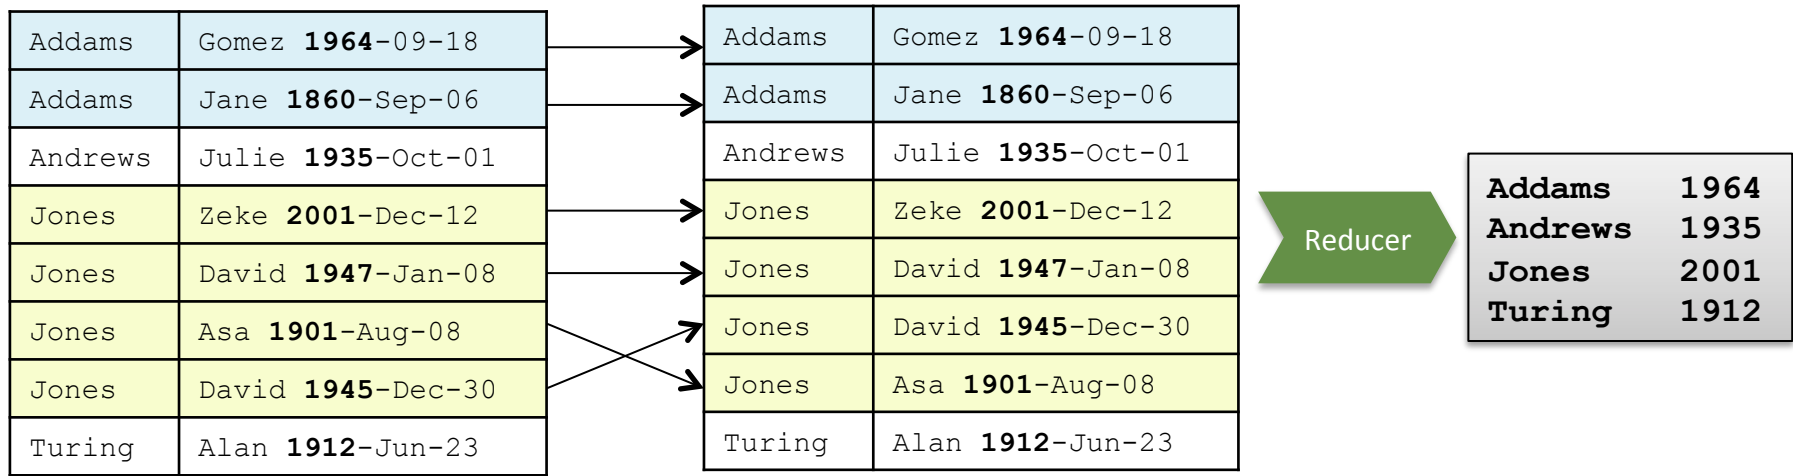 Addams Gomez 1964-09-18
Addams Jane 1860-Sep-06
Andrews Julie 1935-Oct-01
Jones Zeke 2001-Dec-12
Jones David 1947-Jan-08
Jones Asa 1901-Aug-08
Jones David 1945-Dec-30
Turing Alan 1912-Jun-23
Addams Gomez 1964-09-18
Addams Jane 1860-Sep-06
Andrews Julie 1935-Oct-01
Jones Zeke 2001-Dec-12
Jones David 1947-Jan-08
Jones David 1945-Dec-30
Jones Asa 1901-Aug-08
Turing Alan 1912-Jun-23
Reducer
Addams 1964
Andrews 1935
Jones 2001
Turing 1912